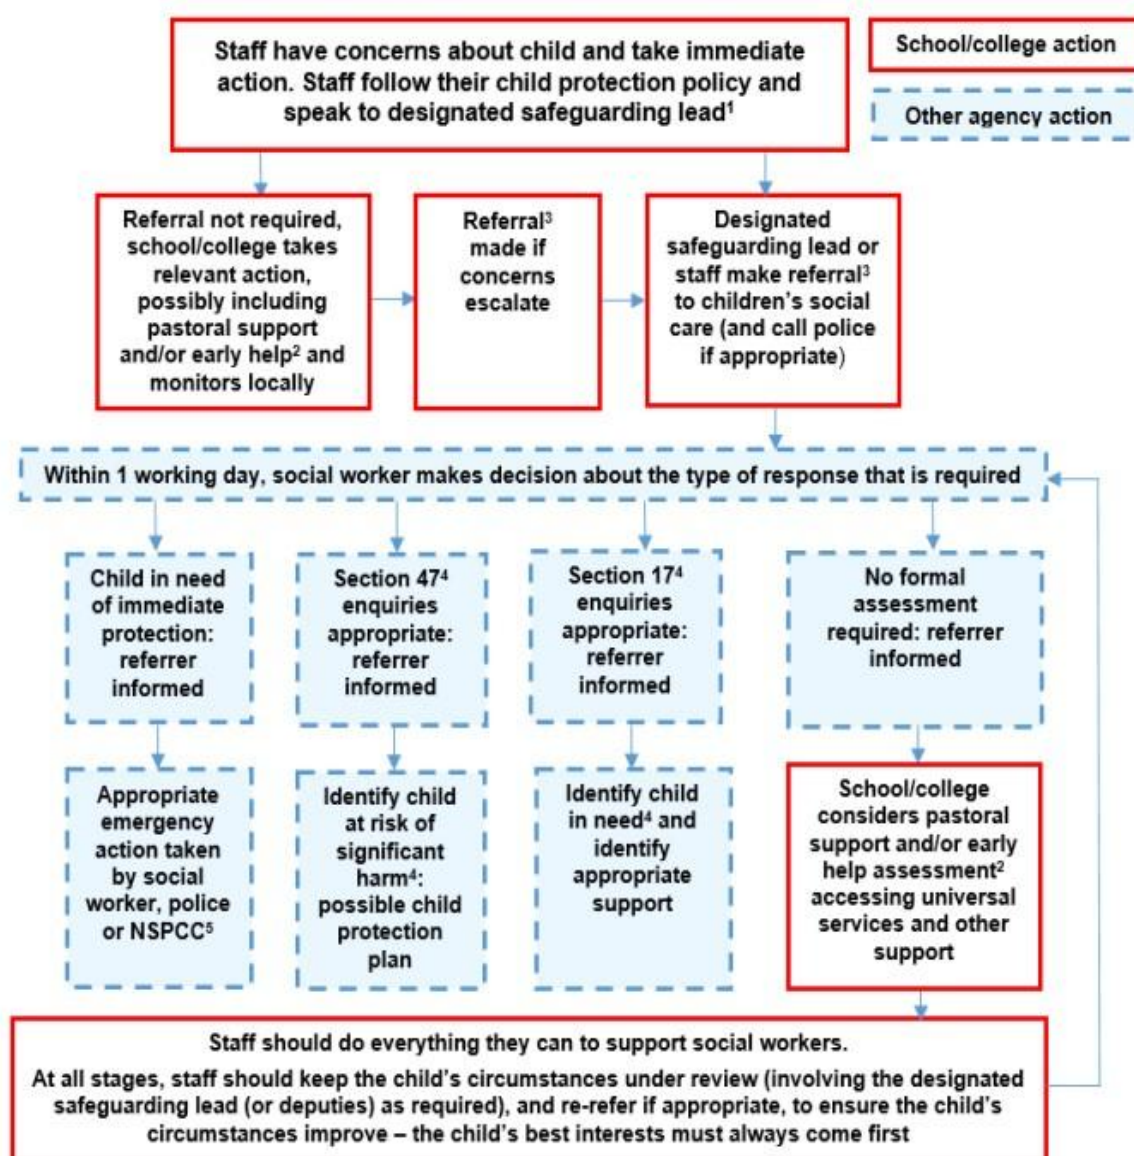 Staff have concerns about child and take immediate
action. Staff follow their child protection policy and
speak to designated safeguarding lead¹
School/college action
Other agency action
Referral not required,
school/college takes
relevant action,
possibly including
pastoral support
and/or early help² and
monitors locally
Referral³
made if
concerns
escalate
Designated
safeguarding lead or
staff make referral³
to children’s social
care (and call police
if appropriate)
Within 1 working day, social worker makes decision about the type of response that is required
Child in need
of immediate
protection:
referrer
informed
Section 47⁴
enquiries
appropriate:
referrer
informed
Section 17⁴
enquiries
appropriate:
referrer
informed
No formal
assessment
required: referrer
informed
Appropriate
emergency
action taken
by social
worker, police
or NSPCC⁵
Identify child
at risk of
significant
harm⁴:
possible child
protection
plan
Identify child
in need⁴ and
identify
appropriate
support
School/college
considers pastoral
support and/or early
help assessment²
accessing universal
services and other
support
Staff should do everything they can to support social workers.
At all stages, staff should keep the child’s circumstances under review (involving the designated
safeguarding lead (or deputies) as required), and re-refer if appropriate, to ensure the child’s
circumstances improve – the child’s best interests must always come first